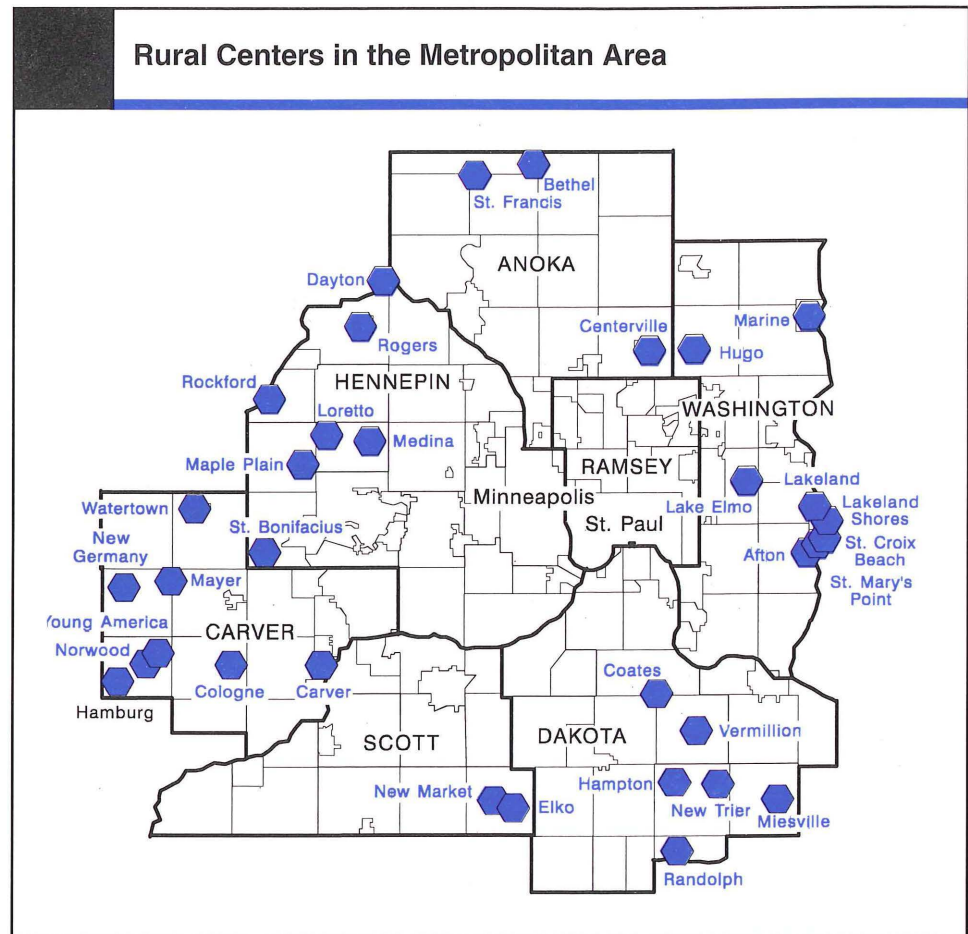 Rural Centers in the Metropolitan Area
Bethel
St. Francis
ANOKA
Dayton
Centerville
Marine
Rogers
Hugo
HENNEPIN
Rockford
WASHINGTON
Loretto
Medina
Maple Plain
RAMSEY
Lakeland
Minneapolis
Lake Elmo
Lakeland
Shores
Watertown
St. Paul
St. Bonifacius
New
Germany
Afton
St. Croix
Beach
Mayer
St. Mary's
Point
Young America
CARVER
Norwood
Coates
Cologne
Carver
Hamburg
SCOTT
DAKOTA
Vermillion
New Market
Elko
Hampton
New Trier
Miesville
Randolph